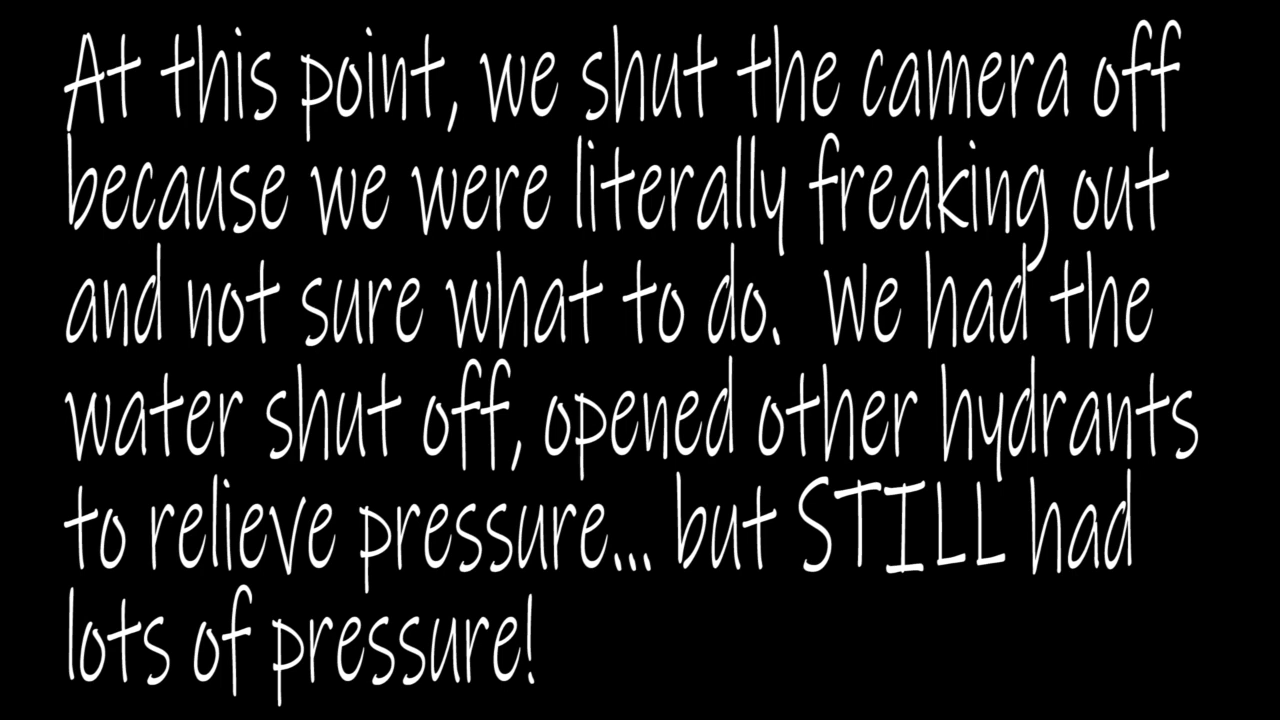 At this point, we shut the camera off
because we were literally freaking out
and not sure what to do.  We had the
water shut off, opened other hydrants
to relieve pressure... but STILL had
lots of pressure!